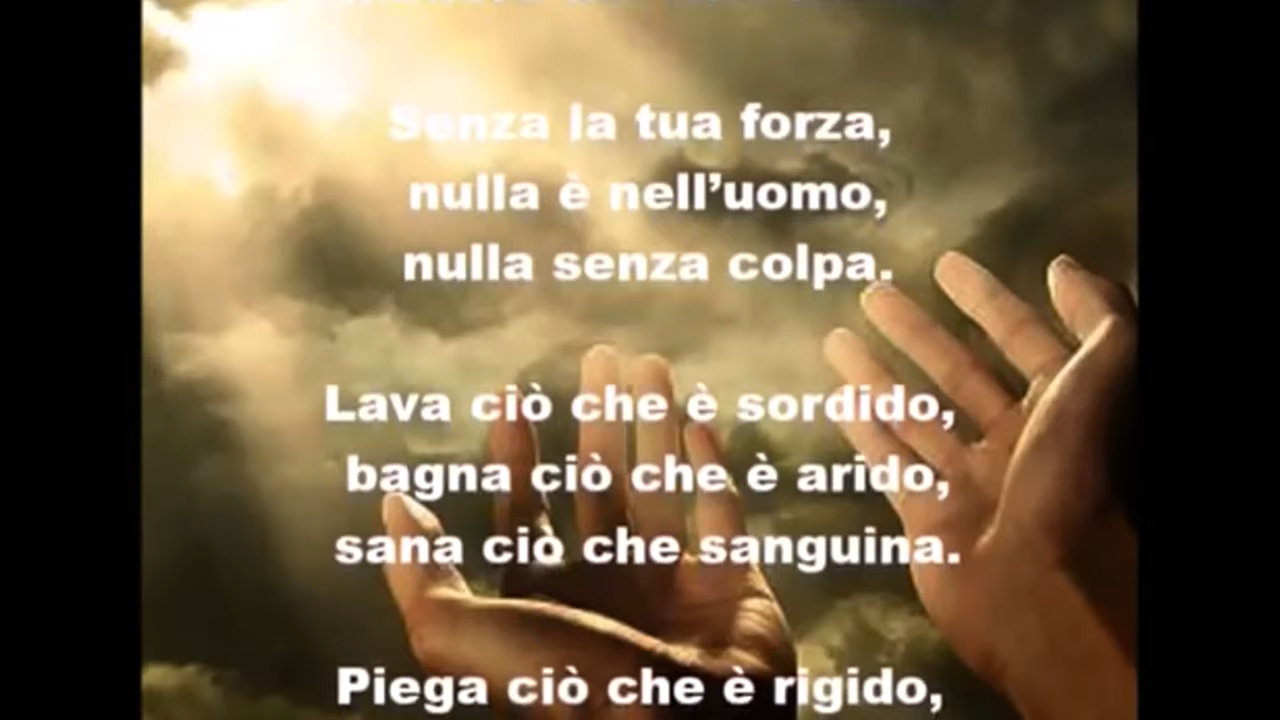 Senza la tua forza,
nulla è nell’uomo,
nulla senza colpa.
Lava ciò che è sordido,
bagna ciò che è arido,
sana ciò che sanguina.
Piega ciò che è rigido,